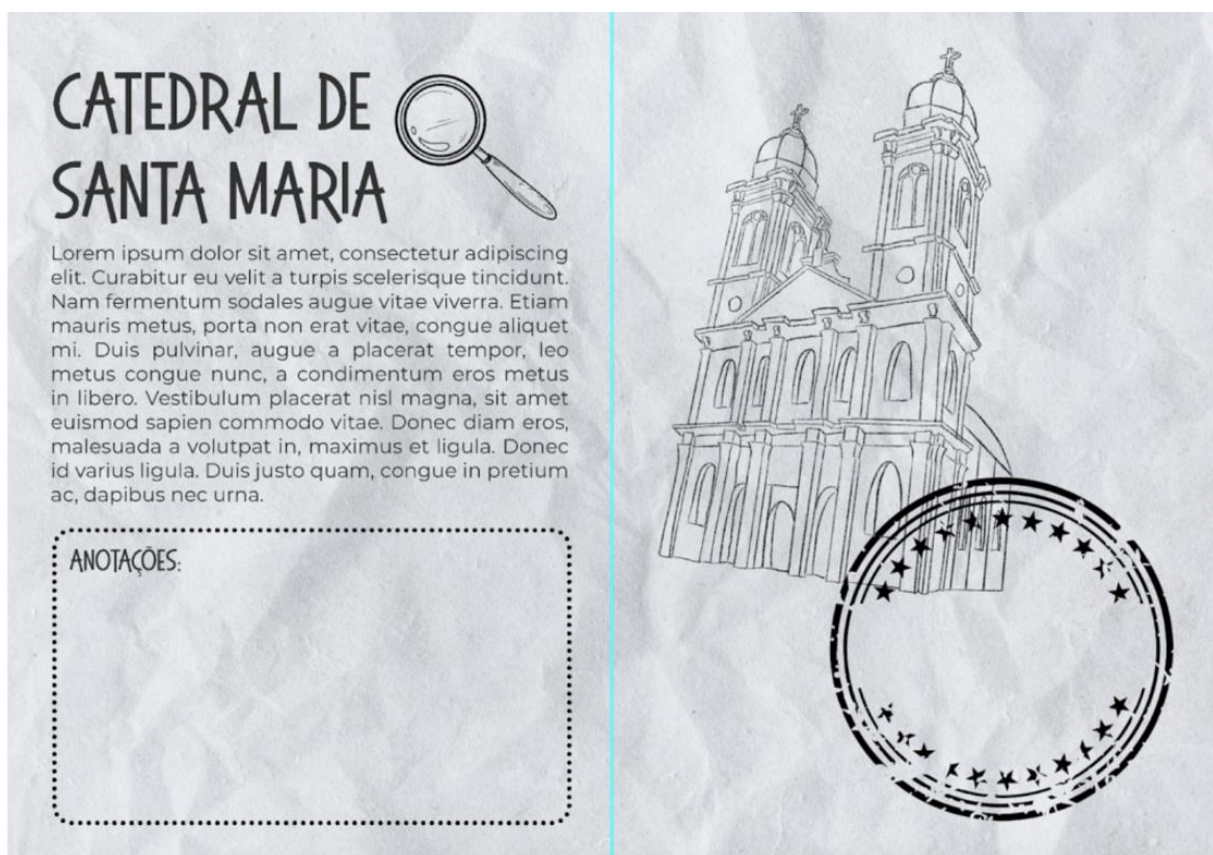 CATEDRAL DE
SANTA MARIA
Lorem ipsum dolor sit amet, consectetur adipiscing
elit. Curabitur eu velit a turpis scelerisque tincidunt.
Nam fermentum sodales augue vitae viverra. Etiam
mauris metus, porta non erat vitae, congue aliquet
mi. Duis pulvinar, augue a placerat tempor, leo
metus congue nunc, a condimentum eros metus
in libero. Vestibulum placerat nisl magna, sit amet
euismod sapien commodo vitae. Donec diam eros,
malesuada a volutpat in, maximus et ligula. Donec
id varius ligula. Duis justo quam, congue in pretium
ac, dapibus nec urna.
ANOTAÇÕES: